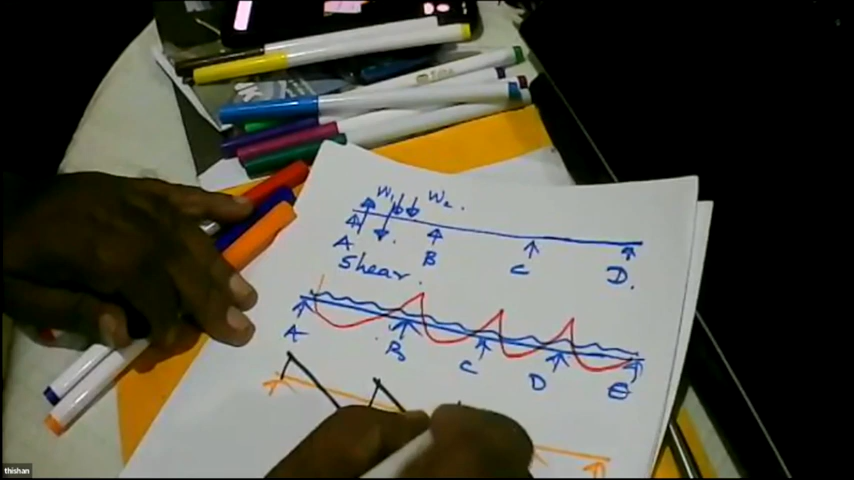 W₁ W₂.
A B C D.
Shear.
A B C D E
thishan